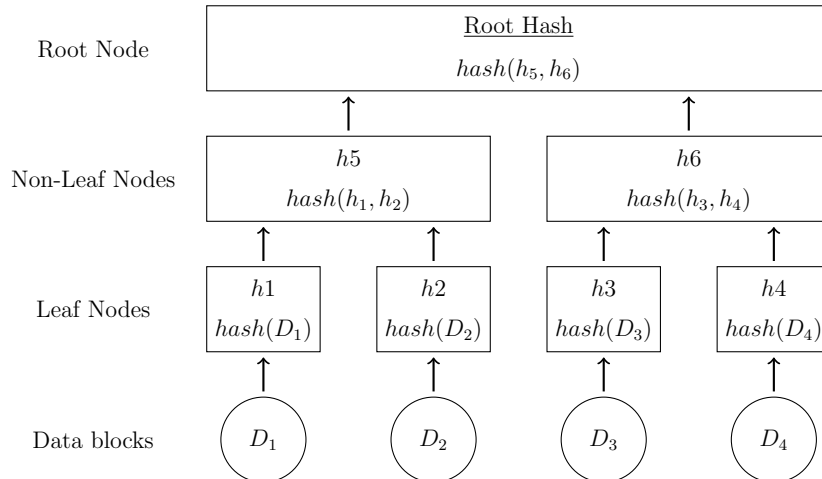 Root Node
Root Hash
hash(h₅, h₆)
Non-Leaf Nodes
h5
hash(h₁, h₂)
h6
hash(h₃, h₄)
Leaf Nodes
h1
hash(D₁)
h2
hash(D₂)
h3
hash(D₃)
h4
hash(D₄)
Data blocks
D₁
D₂
D₃
D₄